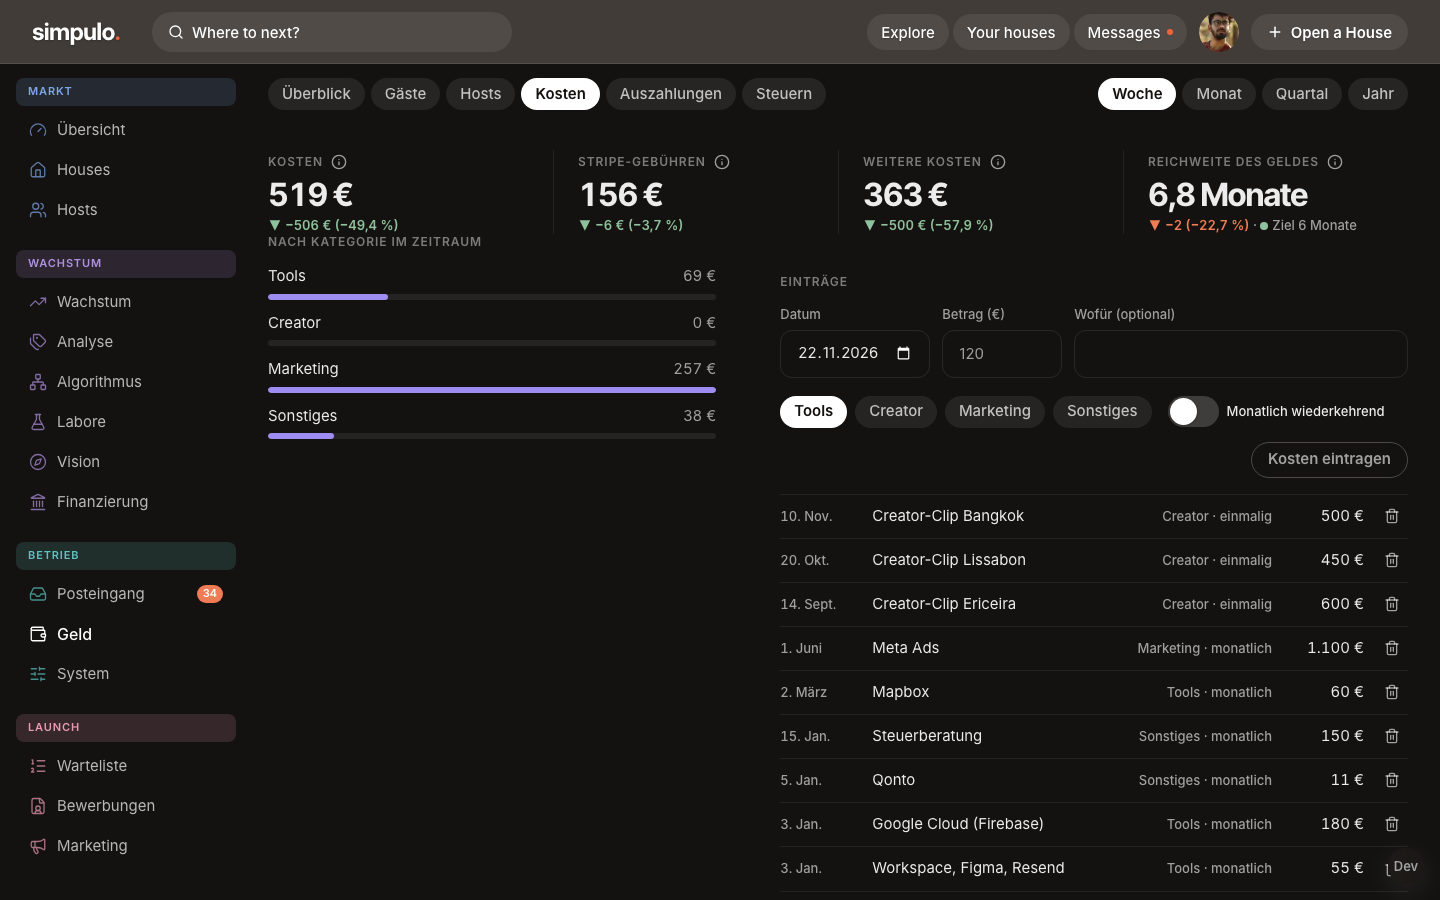 simpulo.
Where to next?
Explore
Your houses
Messages
Open a House
MARKT
Übersicht
Houses
Hosts
WACHSTUM
Wachstum
Analyse
Algorithmus
Labore
Vision
Finanzierung
BETRIEB
Posteingang 34
Geld
System
LAUNCH
Warteliste
Bewerbungen
Marketing
Überblick Gäste Hosts Kosten Auszahlungen Steuern
Woche Monat Quartal Jahr
KOSTEN
519 €
▼ −506 € (−49,4 %)
STRIPE-GEBÜHREN
156 €
▼ −6 € (−3,7 %)
WEITERE KOSTEN
363 €
▼ −500 € (−57,9 %)
REICHWEITE DES GELDES
6,8 Monate
▼ −2 (−22,7 %) · ● Ziel 6 Monate
NACH KATEGORIE IM ZEITRAUM
Tools 69 €
Creator 0 €
Marketing 257 €
Sonstiges 38 €
EINTRÄGE
Datum Betrag (€) Wofür (optional)
22.11.2026 120
Tools Creator Marketing Sonstiges Monatlich wiederkehrend
Kosten eintragen
10. Nov. Creator-Clip Bangkok Creator · einmalig 500 €
20. Okt. Creator-Clip Lissabon Creator · einmalig 450 €
14. Sept. Creator-Clip Ericeira Creator · einmalig 600 €
1. Juni Meta Ads Marketing · monatlich 1.100 €
2. März Mapbox Tools · monatlich 60 €
15. Jan. Steuerberatung Sonstiges · monatlich 150 €
5. Jan. Qonto Sonstiges · monatlich 11 €
3. Jan. Google Cloud (Firebase) Tools · monatlich 180 €
3. Jan. Workspace, Figma, Resend Tools · monatlich 55 €
Dev